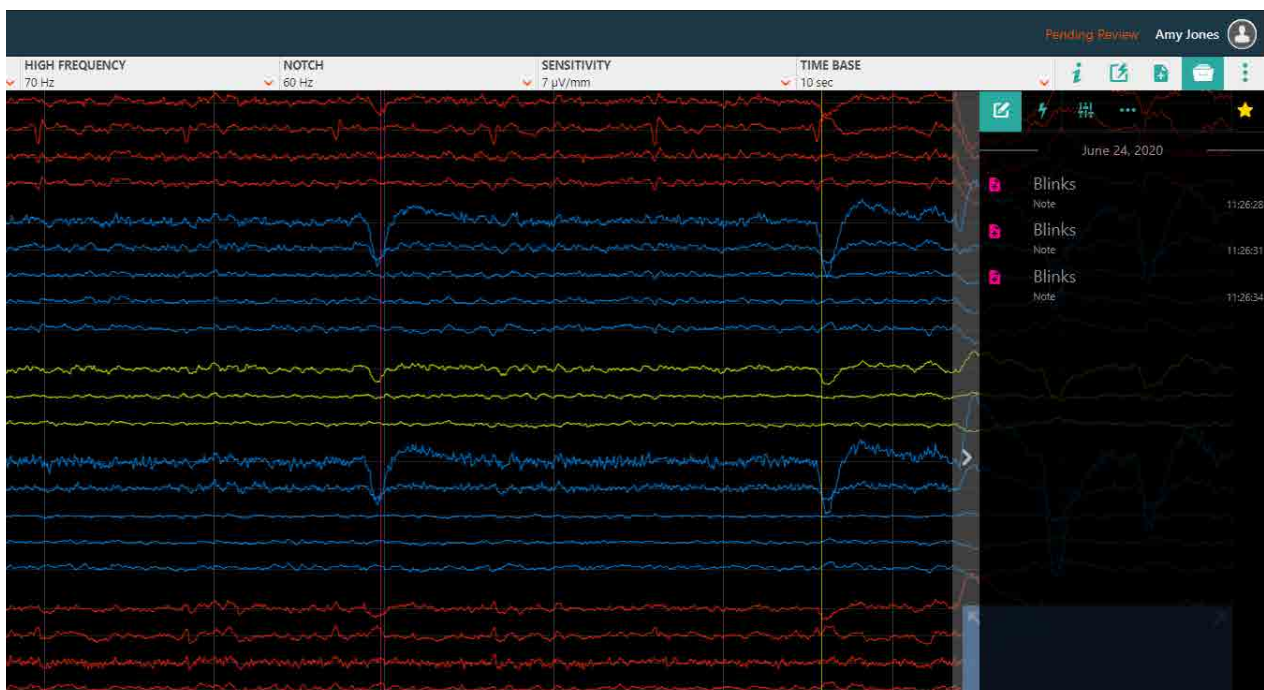 Pending Review Amy Jones
HIGH FREQUENCY NOTCH SENSITIVITY TIME BASE
70 Hz 60 Hz 7 µV/mm 10 sec
June 24, 2020
Blinks
Note 11:26:28
Blinks
Note 11:26:31
Blinks
Note 11:26:34